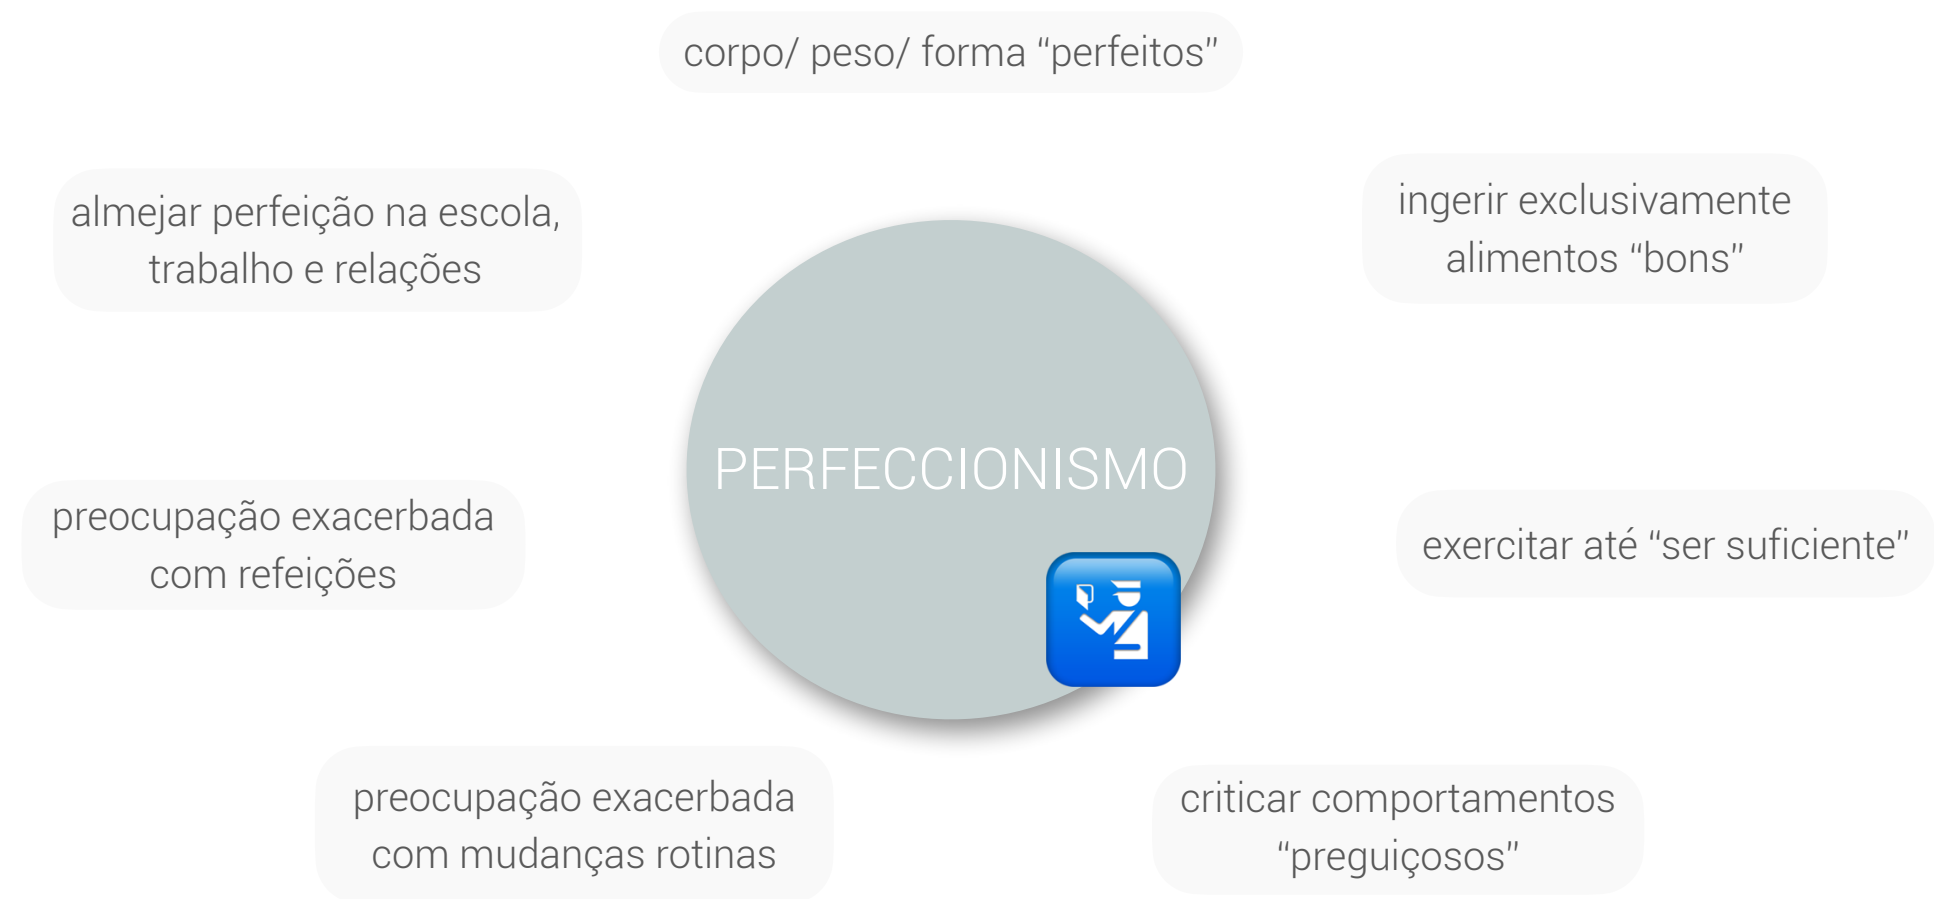 corpo/ peso/ forma “perfeitos”
almejar perfeição na escola,
trabalho e relações
ingerir exclusivamente
alimentos “bons”
PERFECCIONISMO
preocupação exacerbada
com refeições
exercitar até “ser suficiente”
preocupação exacerbada
com mudanças rotinas
criticar comportamentos
“preguiçosos”